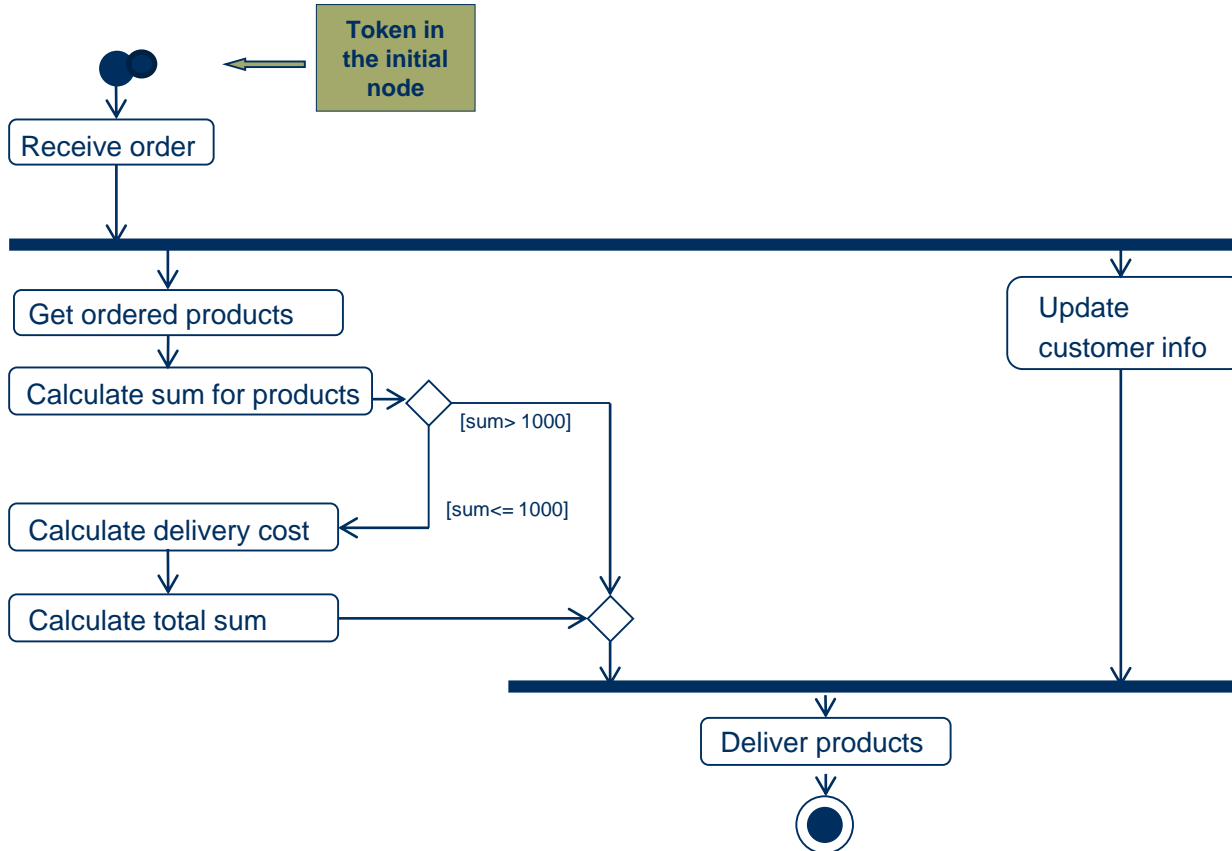 Token in
the initial
node
Receive order
Get ordered products
Update
customer info
Calculate sum for products
[sum> 1000]
[sum<= 1000]
Calculate delivery cost
Calculate total sum
Deliver products